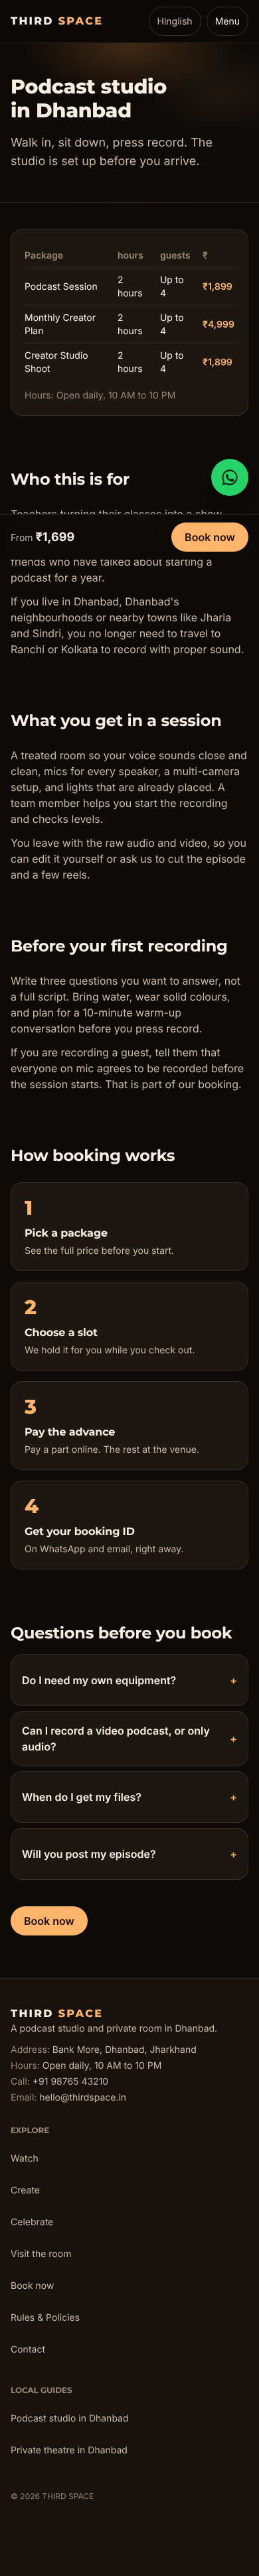 THIRD SPACE
Hinglish
Menu
Podcast studio
in Dhanbad
Walk in, sit down, press record. The
studio is set up before you arrive.
Package hours guests ₹
Podcast Session 2 hours Up to 4 ₹1,899
Monthly Creator Plan 2 hours Up to 4 ₹4,999
Creator Studio Shoot 2 hours Up to 4 ₹1,899
Hours: Open daily, 10 AM to 10 PM
Who this is for
Teachers turning their classes into a show,
From ₹1,699
Book now
friends who have talked about starting a
podcast for a year.
If you live in Dhanbad, Dhanbad's
neighbourhoods or nearby towns like Jharia
and Sindri, you no longer need to travel to
Ranchi or Kolkata to record with proper sound.
What you get in a session
A treated room so your voice sounds close and
clean, mics for every speaker, a multi-camera
setup, and lights that are already placed. A
team member helps you start the recording
and checks levels.
You leave with the raw audio and video, so you
can edit it yourself or ask us to cut the episode
and a few reels.
Before your first recording
Write three questions you want to answer, not
a full script. Bring water, wear solid colours,
and plan for a 10-minute warm-up
conversation before you press record.
If you are recording a guest, tell them that
everyone on mic agrees to be recorded before
the session starts. That is part of our booking.
How booking works
1
Pick a package
See the full price before you start.
2
Choose a slot
We hold it for you while you check out.
3
Pay the advance
Pay a part online. The rest at the venue.
4
Get your booking ID
On WhatsApp and email, right away.
Questions before you book
Do I need my own equipment? +
Can I record a video podcast, or only
audio? +
When do I get my files? +
Will you post my episode? +
Book now
THIRD SPACE
A podcast studio and private room in Dhanbad.
Address: Bank More, Dhanbad, Jharkhand
Hours: Open daily, 10 AM to 10 PM
Call: +91 98765 43210
Email: hello@thirdspace.in
EXPLORE
Watch
Create
Celebrate
Visit the room
Book now
Rules & Policies
Contact
LOCAL GUIDES
Podcast studio in Dhanbad
Private theatre in Dhanbad
© 2026 THIRD SPACE